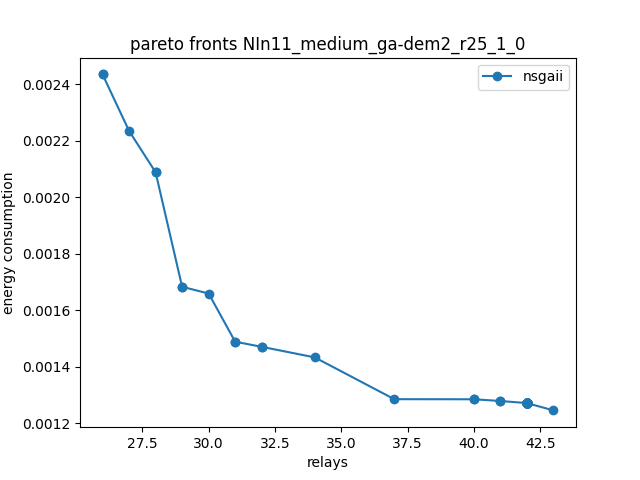 pareto fronts NIn11_medium_ga-dem2_r25_1_0
nsgaii
energy consumption
0.0024
0.0022
0.0020
0.0018
0.0016
0.0014
0.0012
27.5 30.0 32.5 35.0 37.5 40.0 42.5
relays